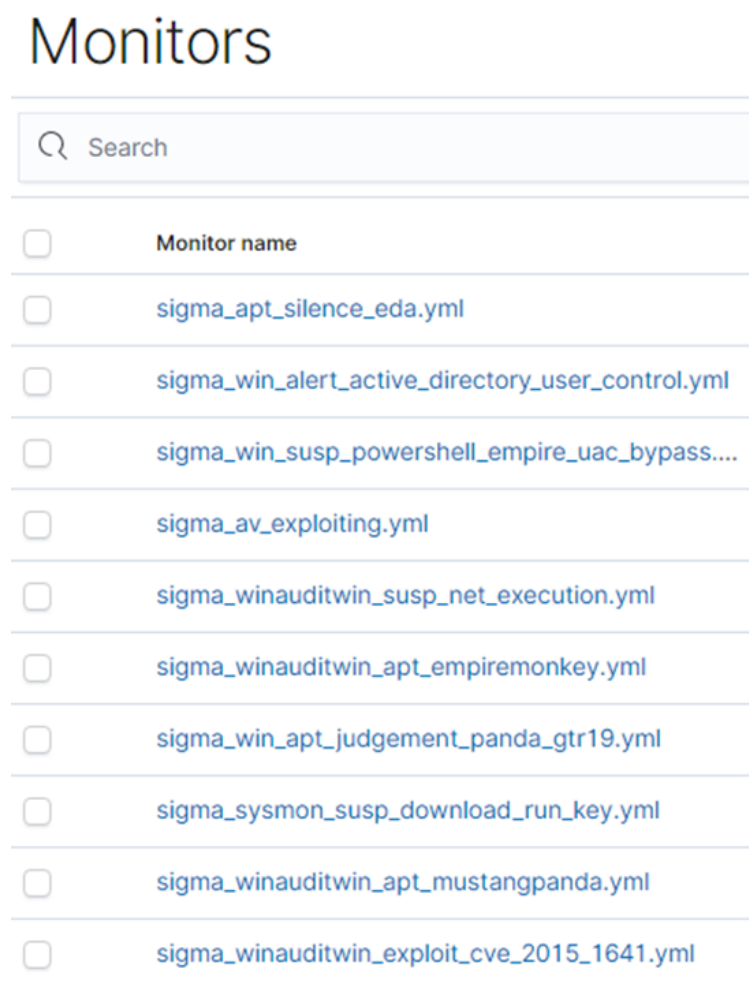 Monitors
Search
Monitor name
sigma_apt_silence_eda.yml
sigma_win_alert_active_directory_user_control.yml
sigma_win_susp_powershell_empire_uac_bypass....
sigma_av_exploiting.yml
sigma_winauditwin_susp_net_execution.yml
sigma_winauditwin_apt_empiremonkey.yml
sigma_win_apt_judgement_panda_gtr19.yml
sigma_sysmon_susp_download_run_key.yml
sigma_winauditwin_apt_mustangpanda.yml
sigma_winauditwin_exploit_cve_2015_1641.yml